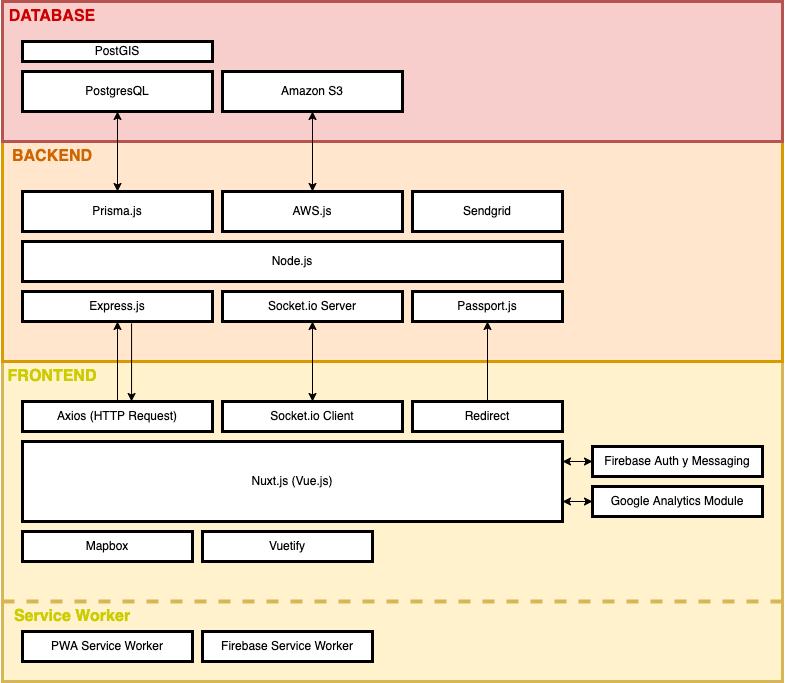 DATABASE
PostGIS
PostgresQL
Amazon S3
BACKEND
Prisma.js
AWS.js
Sendgrid
Node.js
Express.js
Socket.io Server
Passport.js
FRONTEND
Axios (HTTP Request)
Socket.io Client
Redirect
Nuxt.js (Vue.js)
Firebase Auth y Messaging
Google Analytics Module
Mapbox
Vuetify
Service Worker
PWA Service Worker
Firebase Service Worker